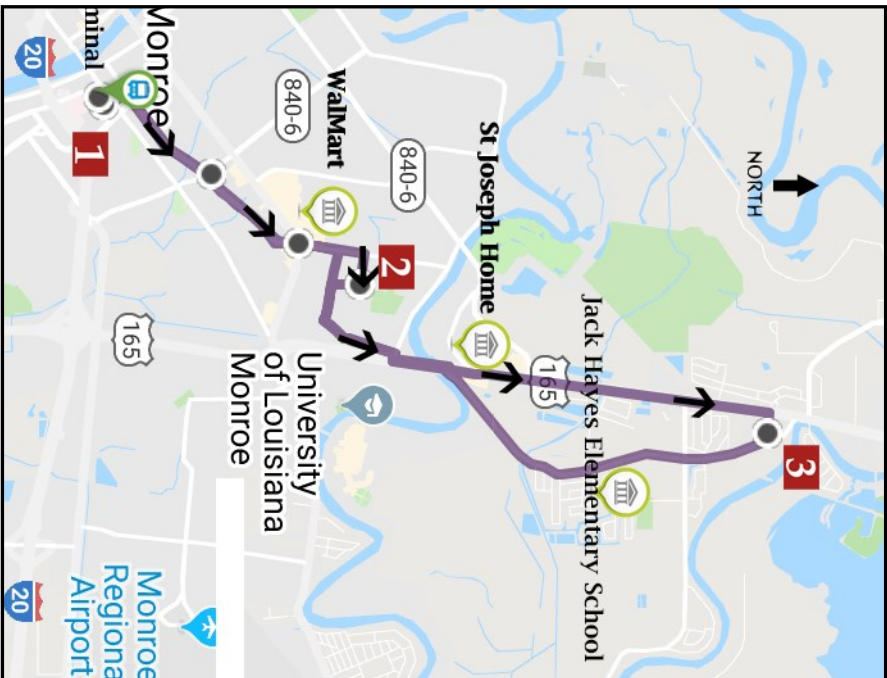 3
NORTH
Jack Hayes Elementary School
165
St Joseph Home
840-6
2
WalMart
840-6
University
of Louisiana
Monroe
165
Monroe
minal
1
20
Monroe
Regiona
Airport
20